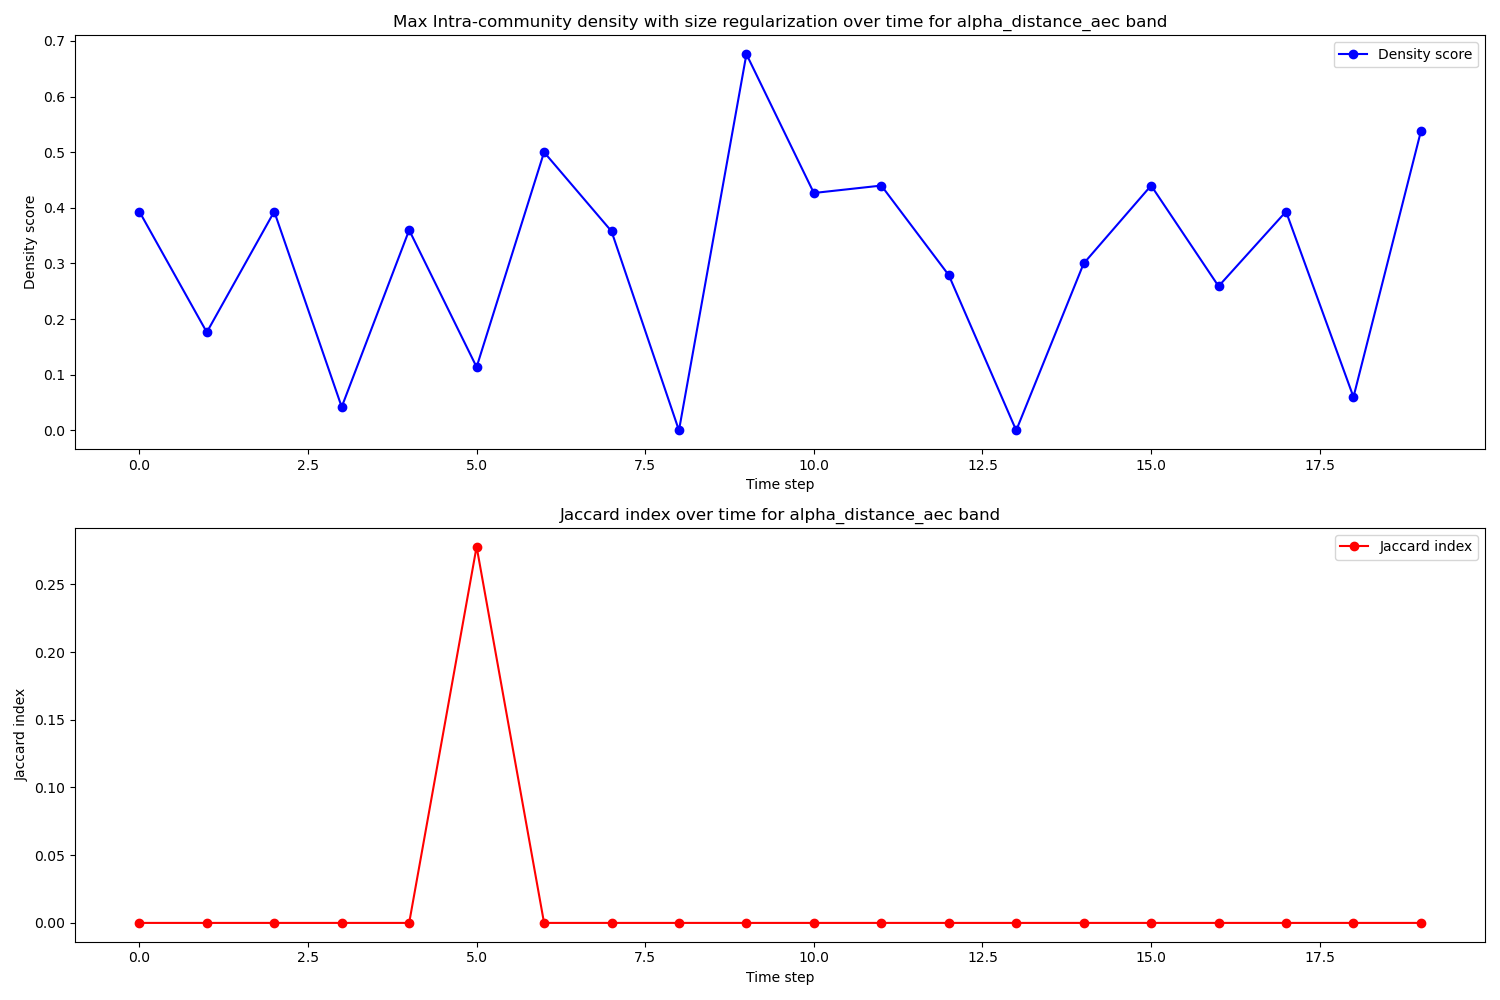 Max Intra-community density with size regularization over time for alpha_distance_aec band
Density score
0.7
0.6
0.5
0.4
0.3
0.2
0.1
0.0
Density score
0.0 2.5 5.0 7.5 10.0 12.5 15.0 17.5
Time step
Jaccard index over time for alpha_distance_aec band
Jaccard index
0.25
0.20
0.15
0.10
0.05
0.00
Jaccard index
0.0 2.5 5.0 7.5 10.0 12.5 15.0 17.5
Time step